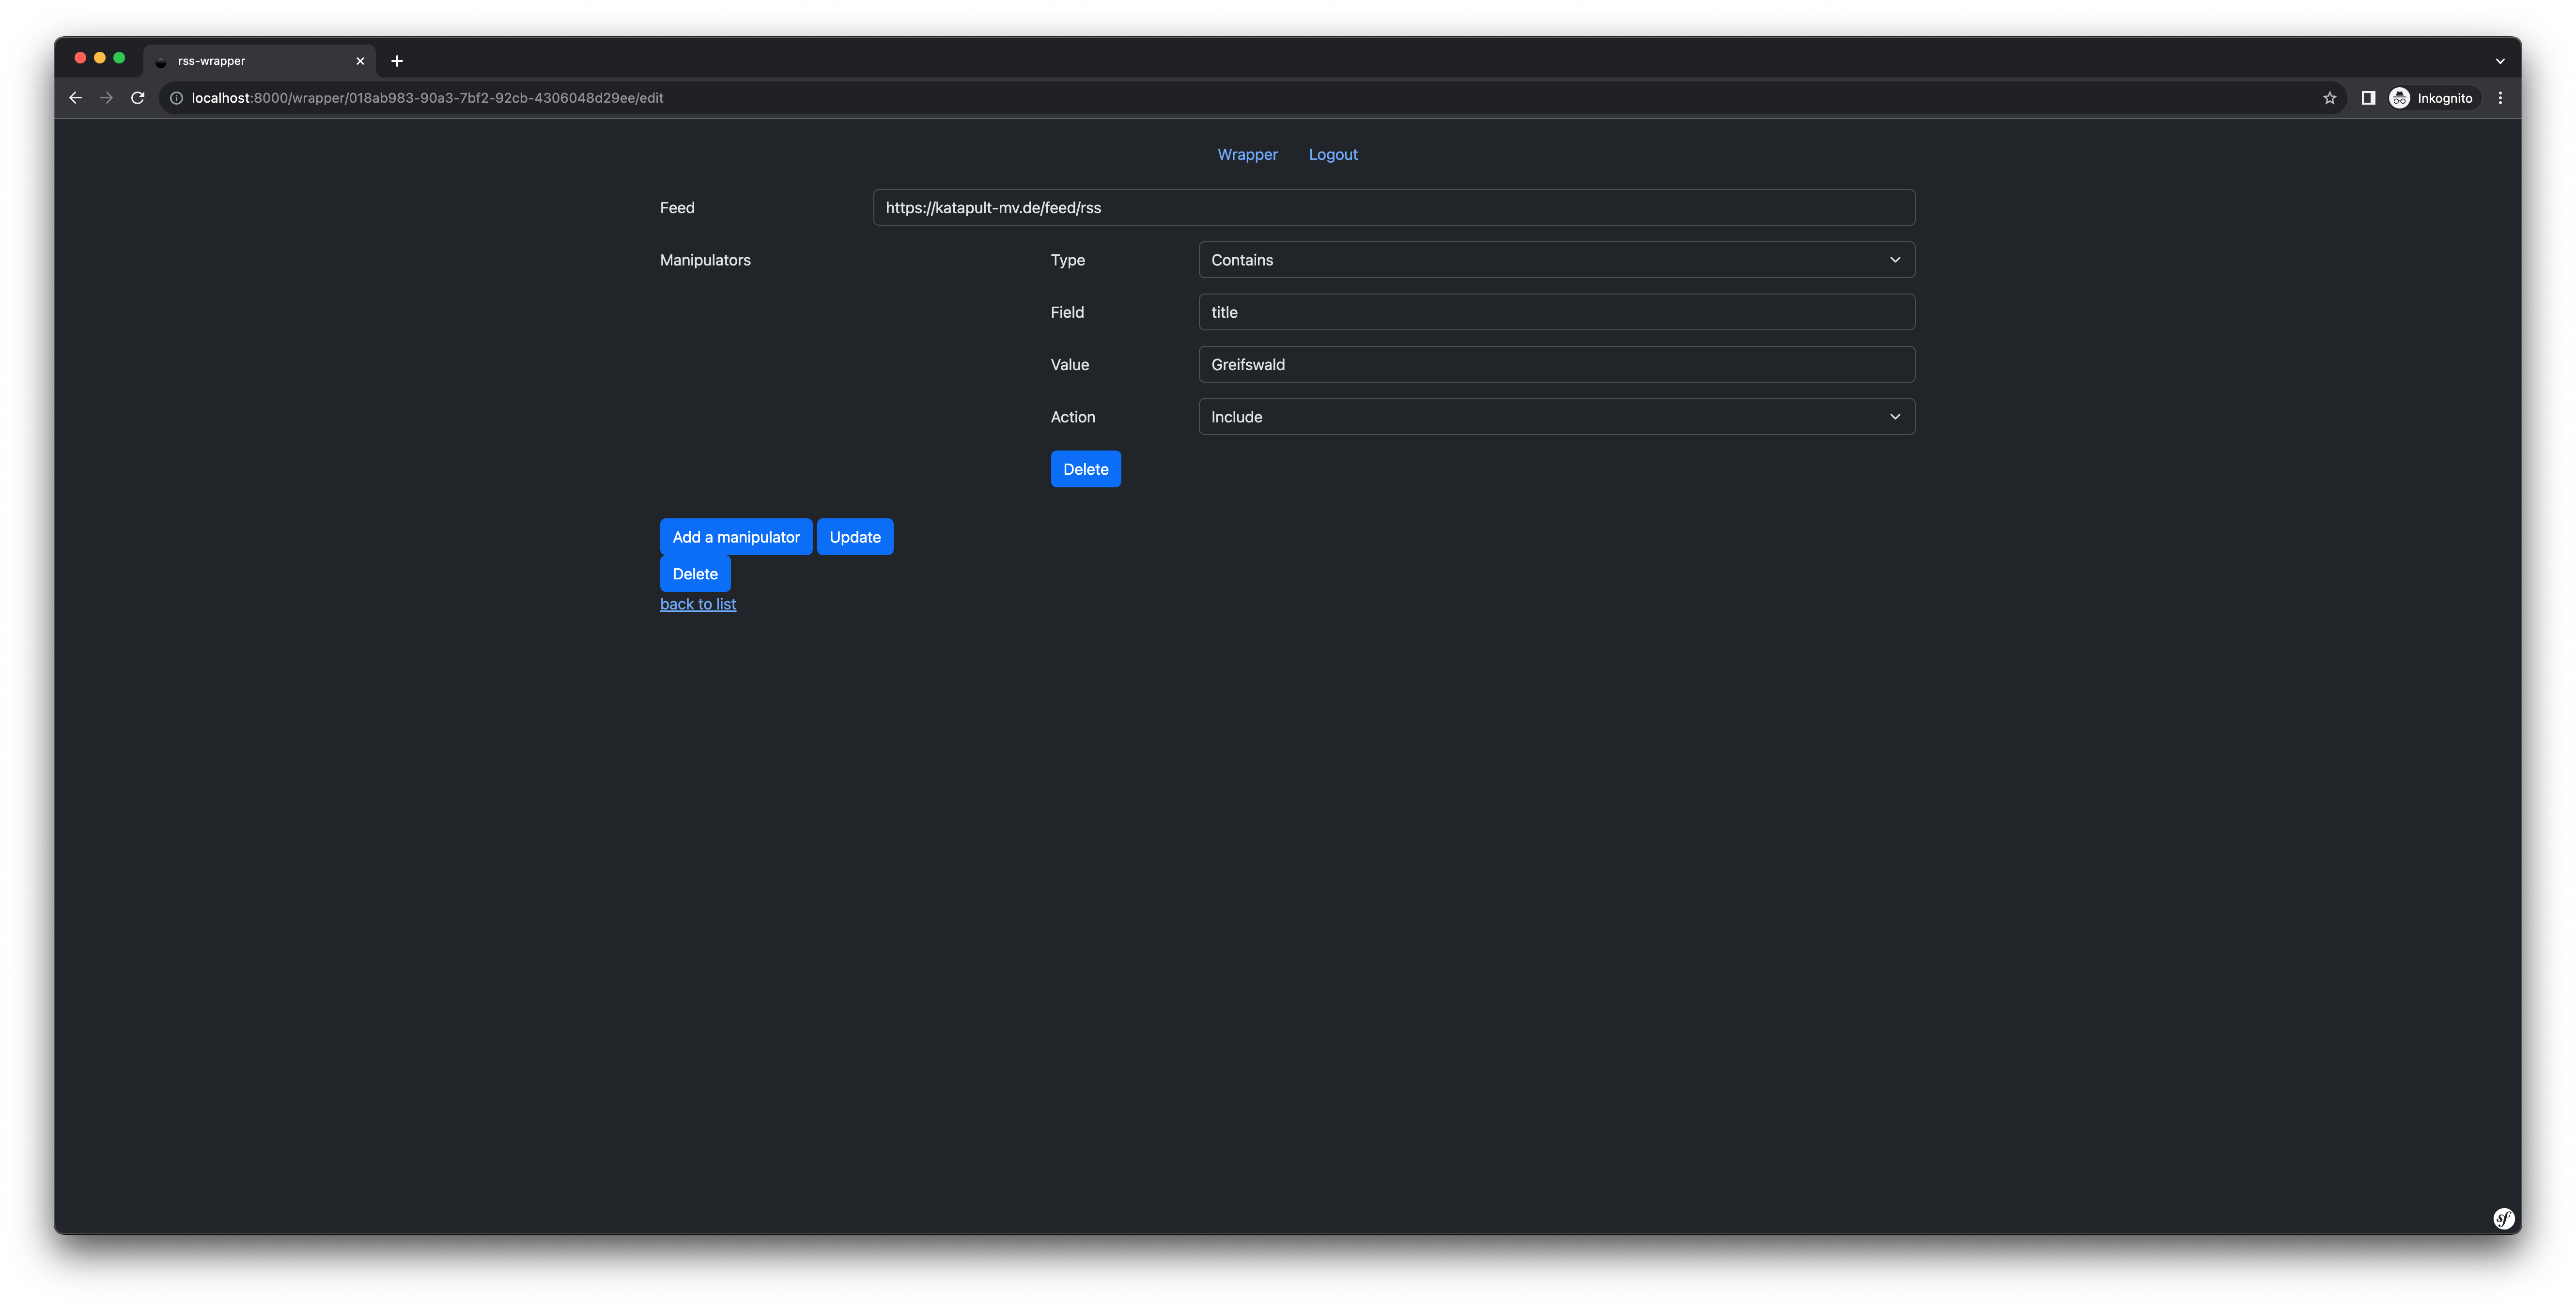 rss-wrapper
localhost:8000/wrapper/018ab983-90a3-7bf2-92cb-4306048d29ee/edit
Inkognito
Wrapper Logout
Feed https://katapult-mv.de/feed/rss
Manipulators Type Contains
Field title
Value Greifswald
Action Include
Delete
Add a manipulator Update
Delete
back to list
sf